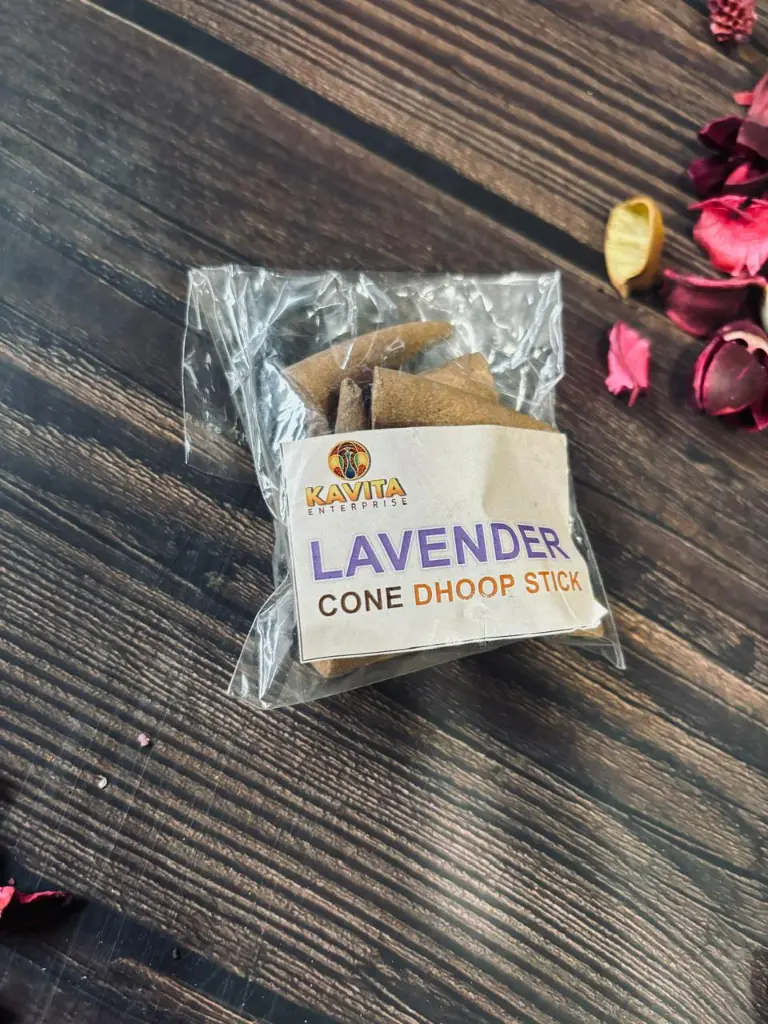 KAVITA
ENTERPRISE
LAVENDER
CONE DHOOP STICK